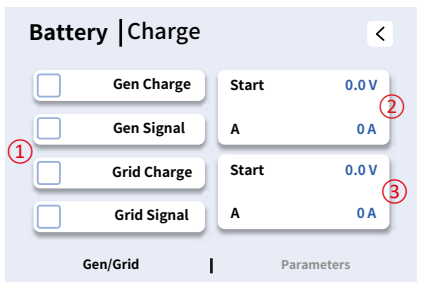 Battery | Charge
<
Gen Charge
Start 0.0 V
②
Gen Signal
A 0 A
①
Grid Charge
Start 0.0 V
③
Grid Signal
A 0 A
Gen/Grid | Parameters